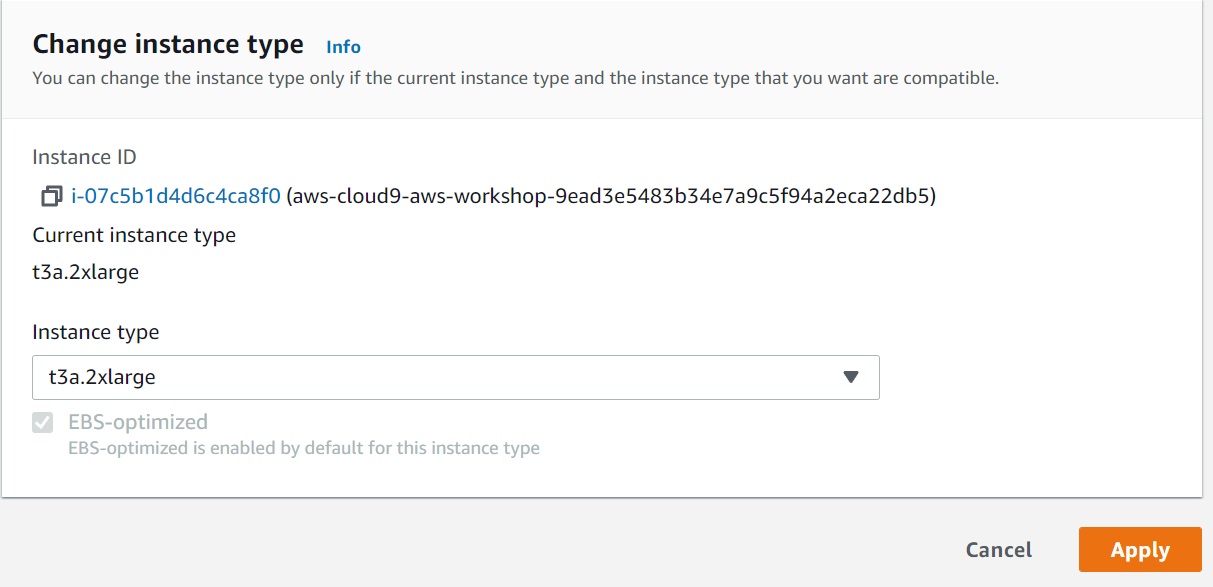 Change instance type Info
You can change the instance type only if the current instance type and the instance type that you want are compatible.
Instance ID
i-07c5b1d4d6c4ca8f0 (aws-cloud9-aws-workshop-9ead3e5483b34e7a9c5f94a2eca22db5)
Current instance type
t3a.2xlarge
Instance type
t3a.2xlarge
EBS-optimized
EBS-optimized is enabled by default for this instance type
Cancel Apply